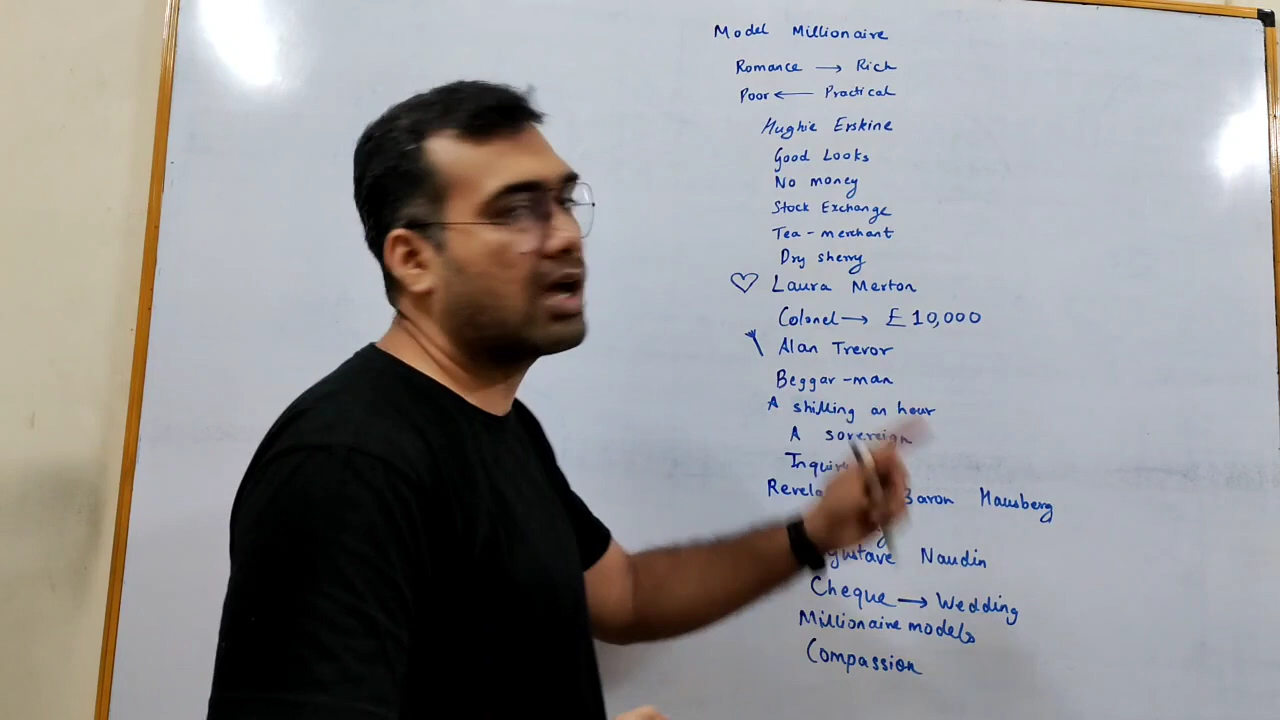 Model Millionaire
Romance → Rich
Poor ← Practical
Hughie Erskine
Good Looks
No money
Stock Exchange
Tea-merchant
Dry sherry
♡ Laura Merton
Colonel → £10,000
Alan Trevor
Beggar-man
A shilling an hour
A sovereign
Baron Hausberg
Naudin
Cheque → Wedding
Millionaire models
Compassion